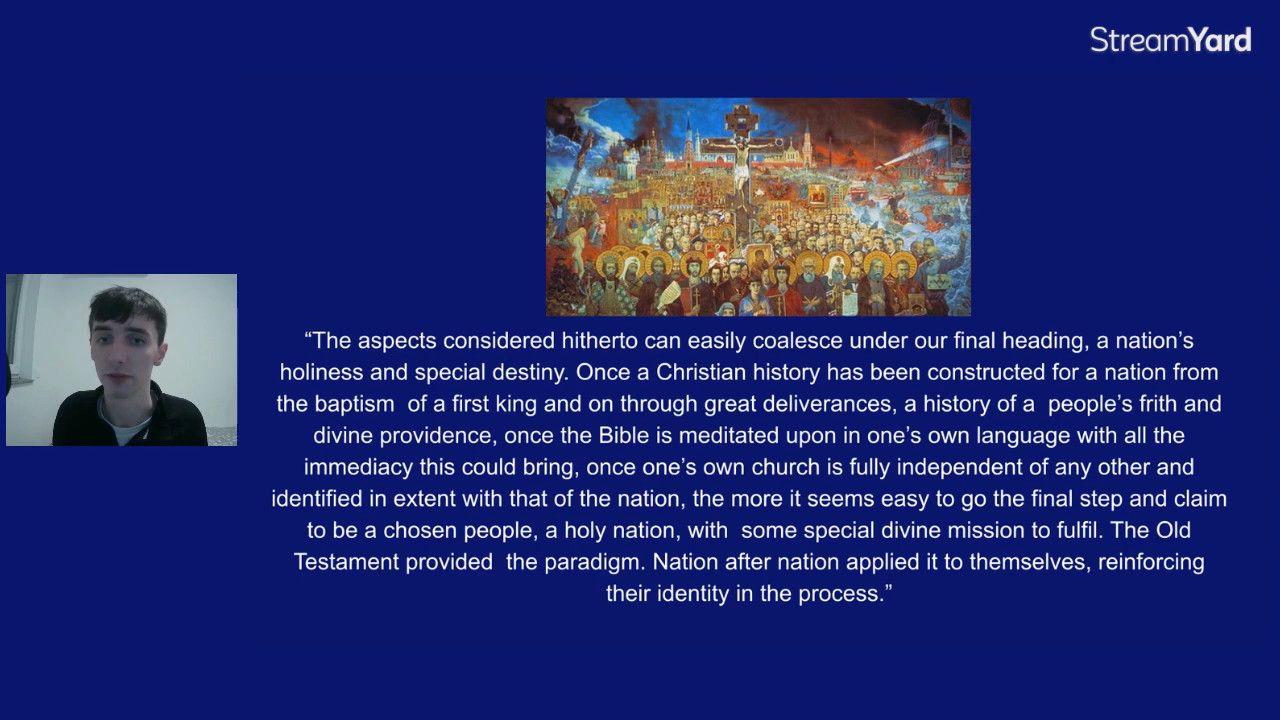 StreamYard
“The aspects considered hitherto can easily coalesce under our final heading, a nation’s
holiness and special destiny. Once a Christian history has been constructed for a nation from
the baptism  of a first king and on through great deliverances, a history of a  people’s frith and
divine providence, once the Bible is meditated upon in one’s own language with all the
immediacy this could bring, once one’s own church is fully independent of any other and
identified in extent with that of the nation, the more it seems easy to go the final step and claim
to be a chosen people, a holy nation, with  some special divine mission to fulfil. The Old
Testament provided  the paradigm. Nation after nation applied it to themselves, reinforcing
their identity in the process.”